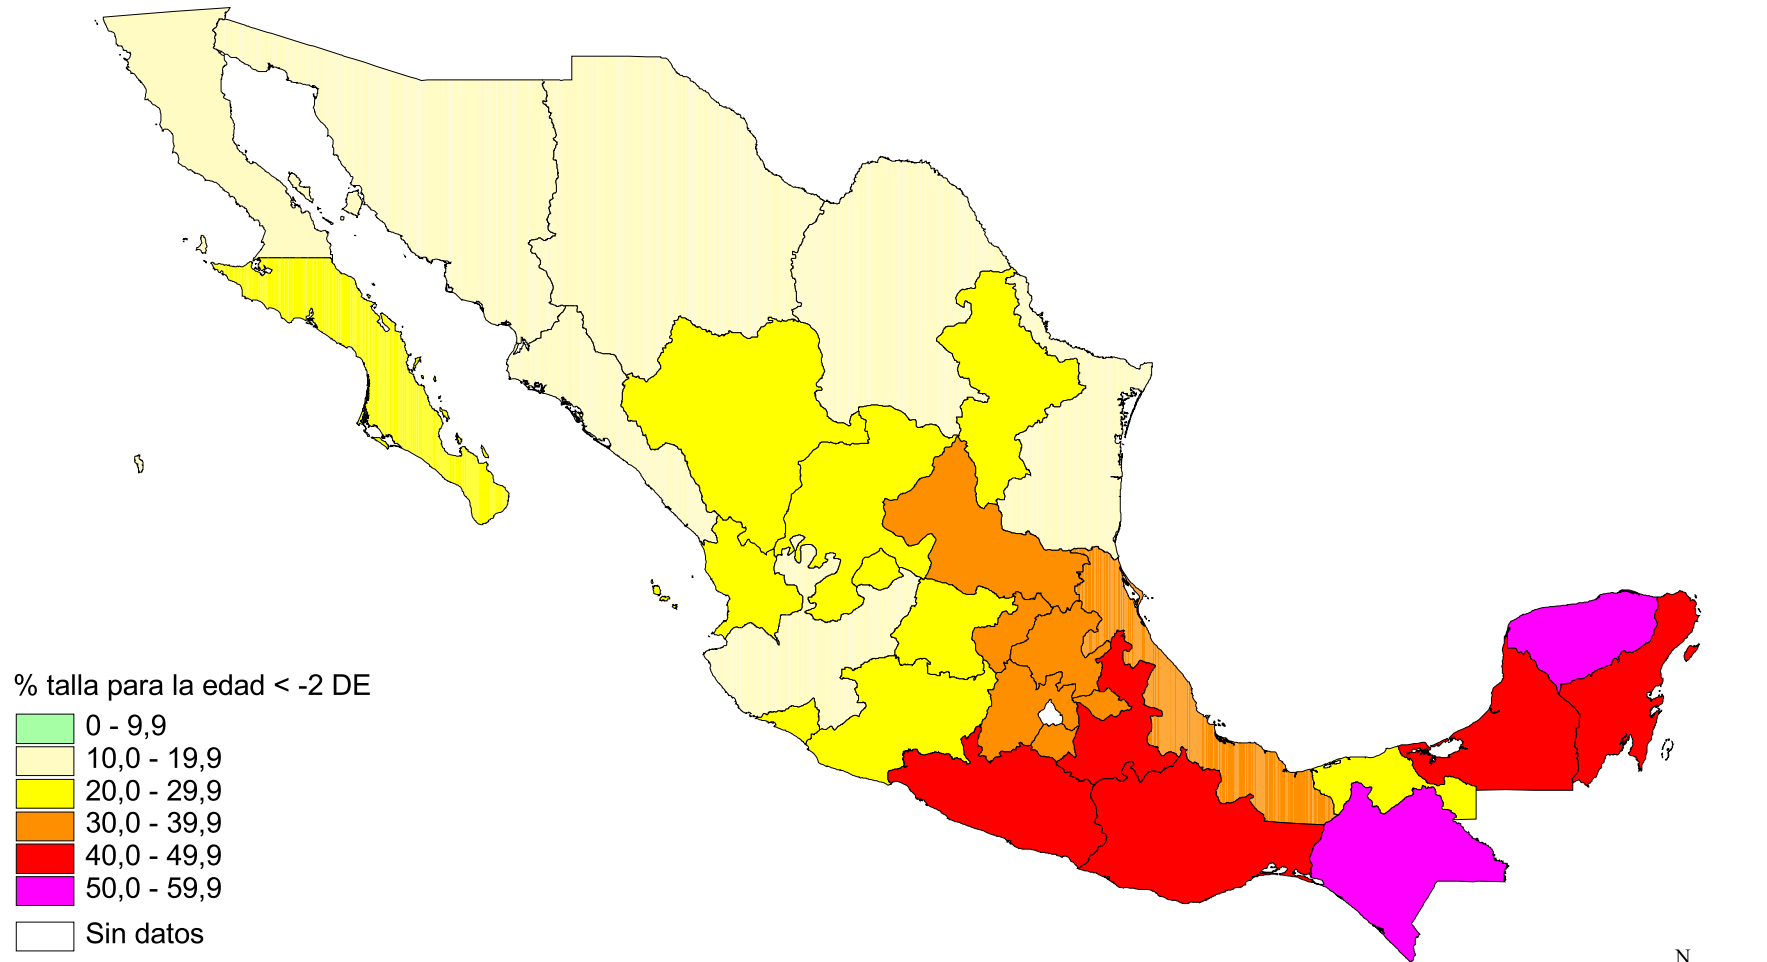 % talla para la edad < -2 DE
0 - 9,9
10,0 - 19,9
20,0 - 29,9
30,0 - 39,9
40,0 - 49,9
50,0 - 59,9
Sin datos
N